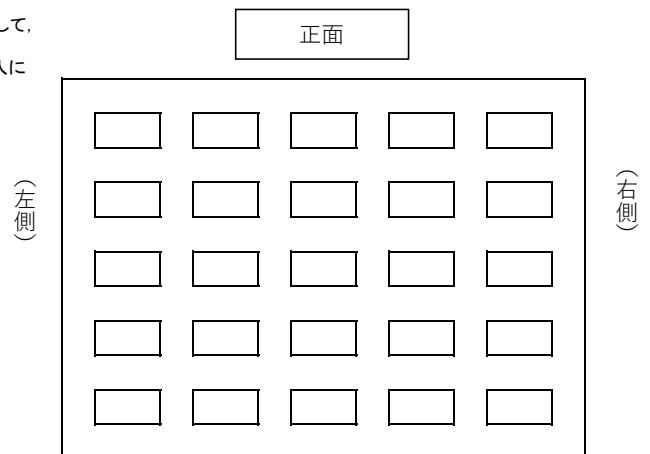 して,
人に
正面
（左側）
（右側）